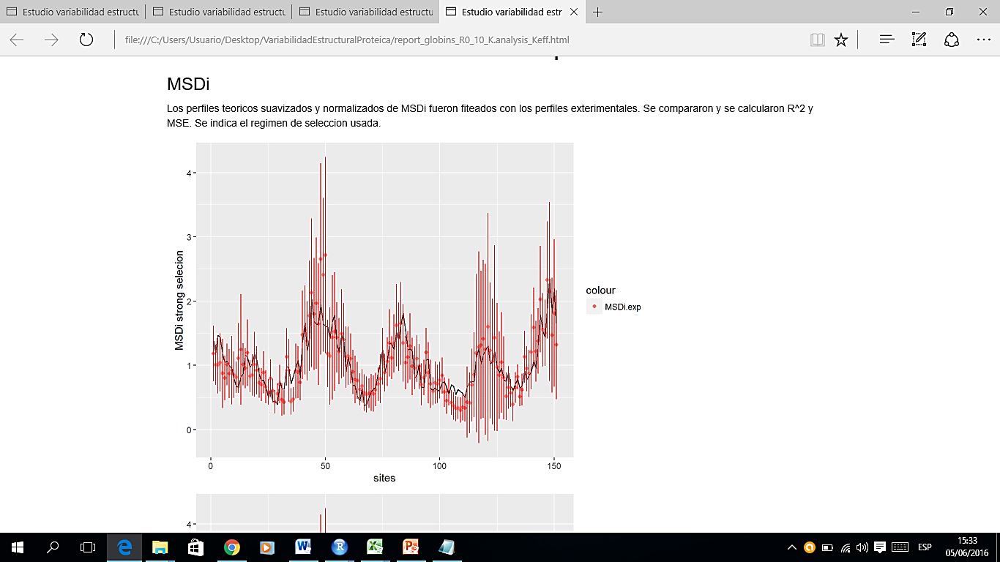 Estudio variabilidad estructu
Estudio variabilidad estructu
Estudio variabilidad estructu
Estudio variabilidad estr
file:///C:/Users/Usuario/Desktop/VariabilidadEstructuralProteica/report_globins_R0_10_K.analysis_Keff.html
MSDi
Los perfiles teoricos suavizados y normalizados de MSDi fueron fiteados con los perfiles exterimentales. Se compararon y se calcularon R^2 y
MSE. Se indica el regimen de seleccion usada.
4
3
2
1
0
MSDi strong selecion
0
50
100
150
sites
colour
MSDi.exp
4
ESP
15:33
05/06/2016